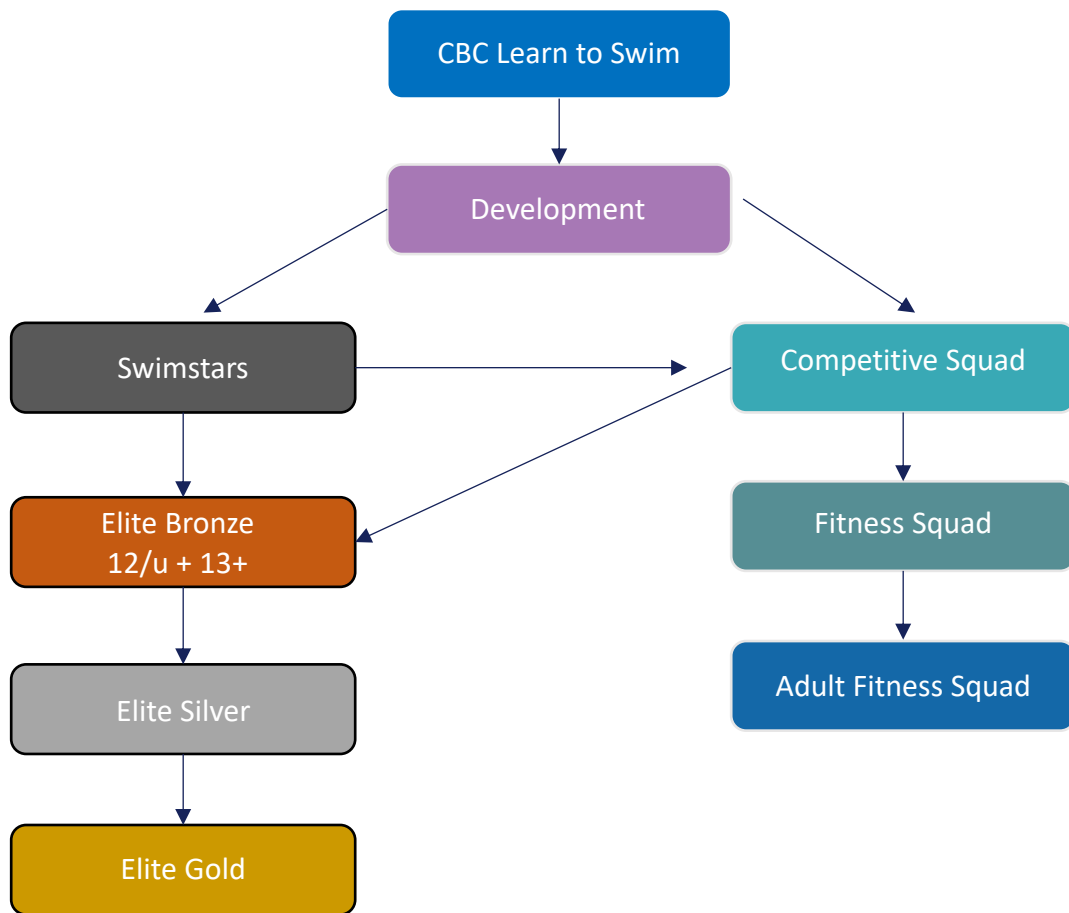 CBC Learn to Swim
Development
Swimstars
Competitive Squad
Elite Bronze
12/u + 13+
Fitness Squad
Elite Silver
Adult Fitness Squad
Elite Gold